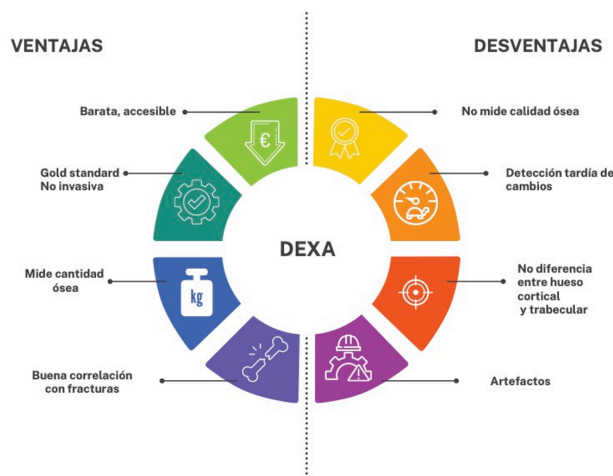 VENTAJAS
DESVENTAJAS
Barata, accesible
€
Gold standard
No invasiva
Mide cantidad
ósea
kg
Buena correlación
con fracturas
DEXA
No mide calidad ósea
Detección tardía de
cambios
No diferencia
entre hueso
cortical
y trabecular
Artefactos